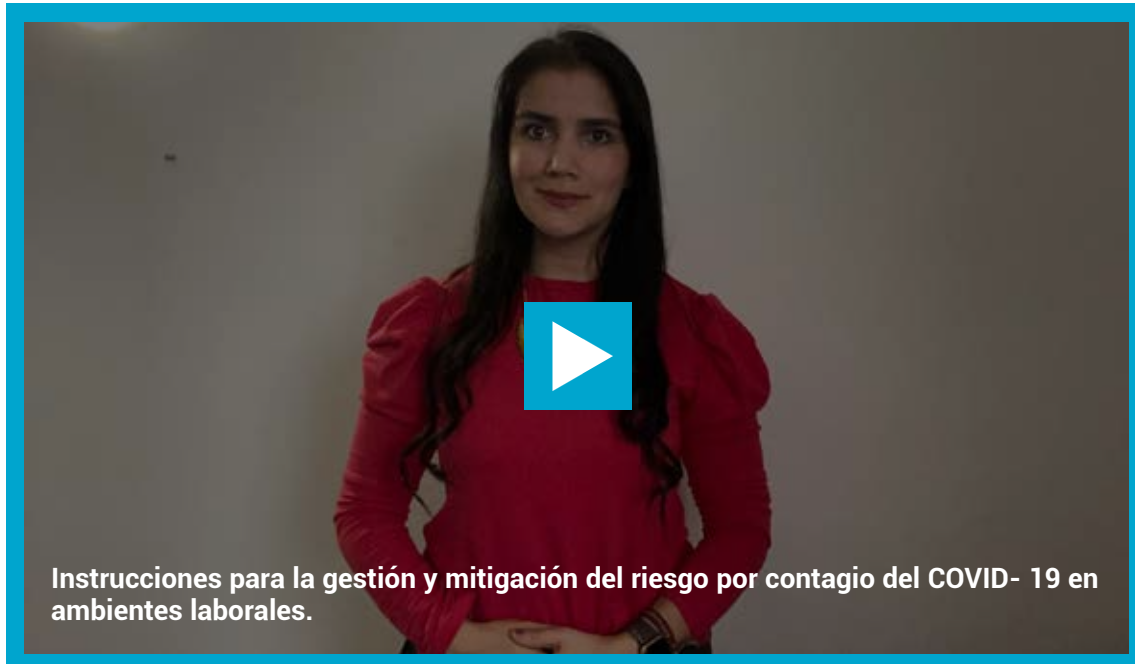 Instrucciones para la gestión y mitigación del riesgo por contagio del COVID- 19 en
ambientes laborales.